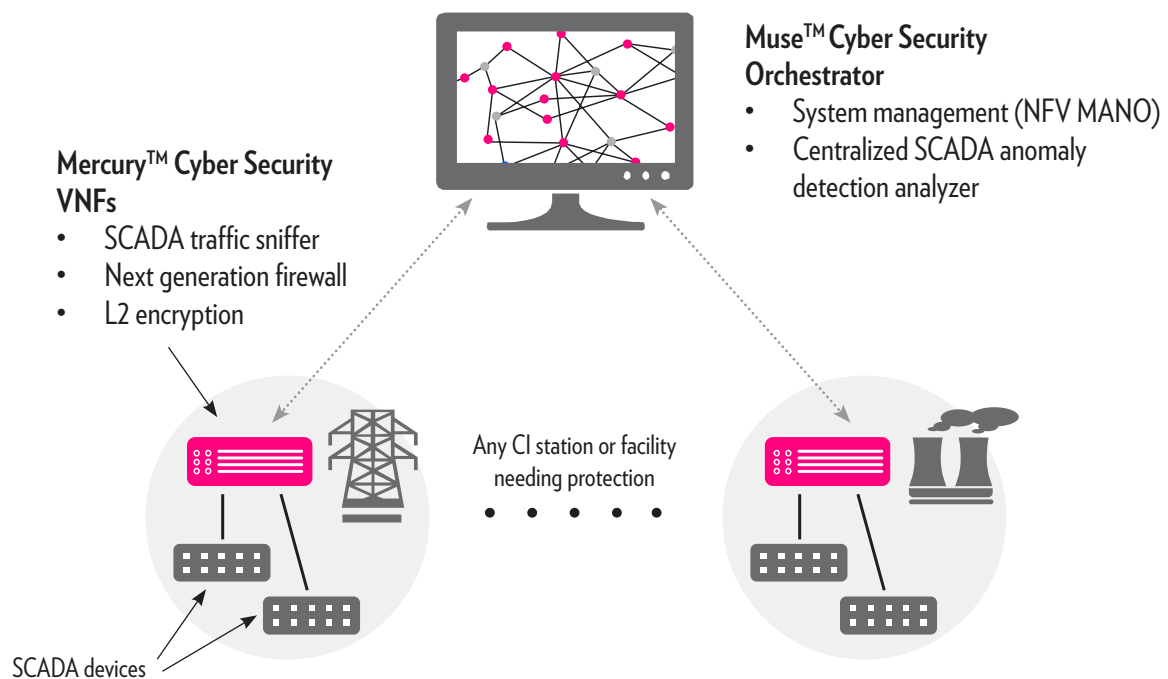 Muse™ Cyber Security
Orchestrator
• System management (NFV MANO)
• Centralized SCADA anomaly
detection analyzer
Mercury™ Cyber Security
VNFs
• SCADA traffic sniffer
• Next generation firewall
• L2 encryption
Any CI station or facility
needing protection
SCADA devices